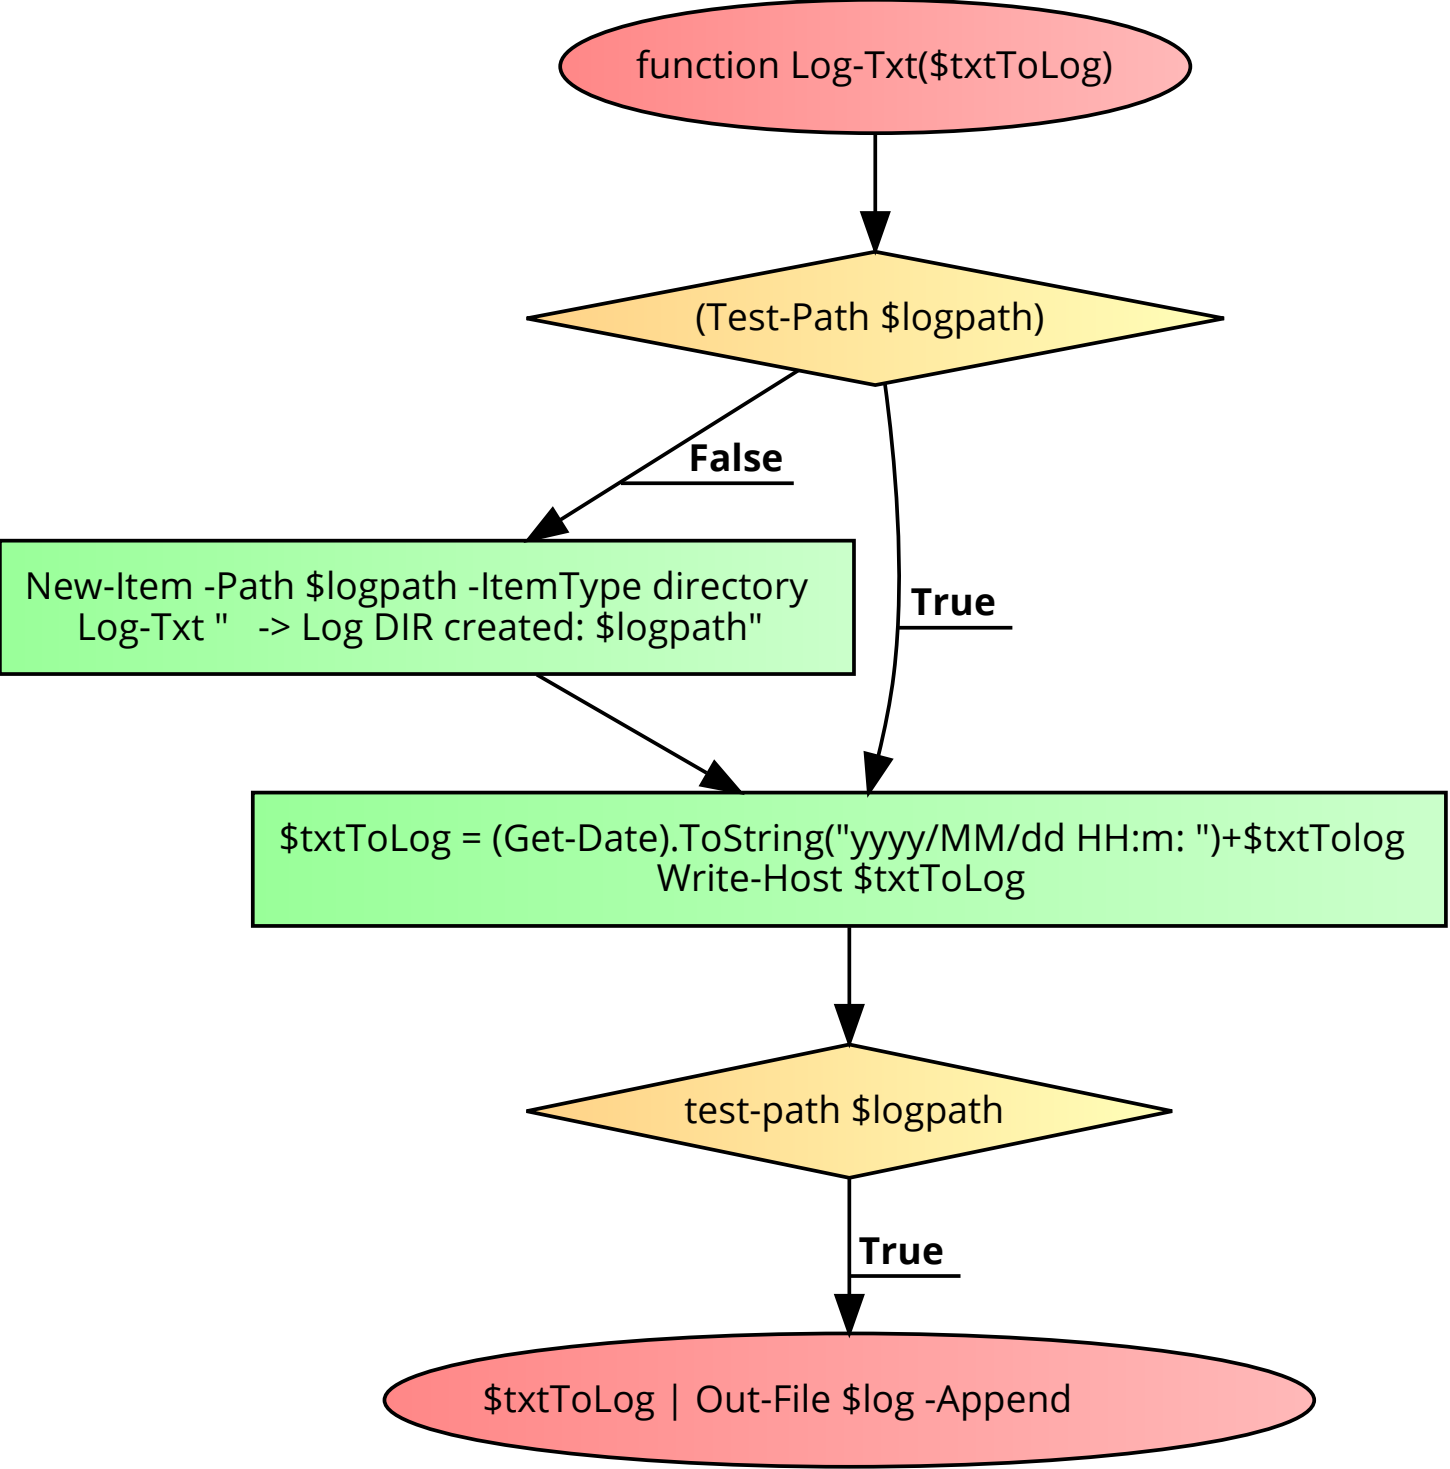 function Log-Txt($txtToLog)
(Test-Path $logpath)
False
New-Item -Path $logpath -ItemType directory
Log-Txt "   -> Log DIR created: $logpath"
True
$txtToLog = (Get-Date).ToString("yyyy/MM/dd HH:m: ")+$txtTolog
Write-Host $txtToLog
test-path $logpath
True
$txtToLog | Out-File $log -Append